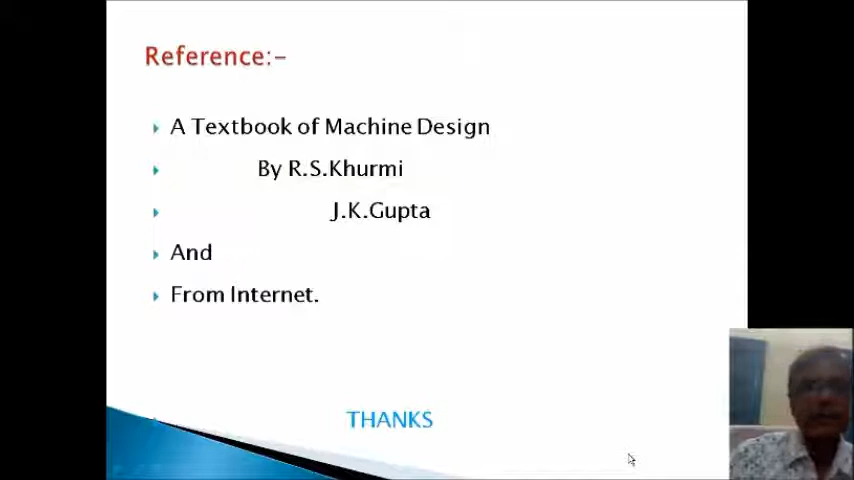 Reference:-
A Textbook of Machine Design
By R.S.Khurmi
J.K.Gupta
And
From Internet.
THANKS